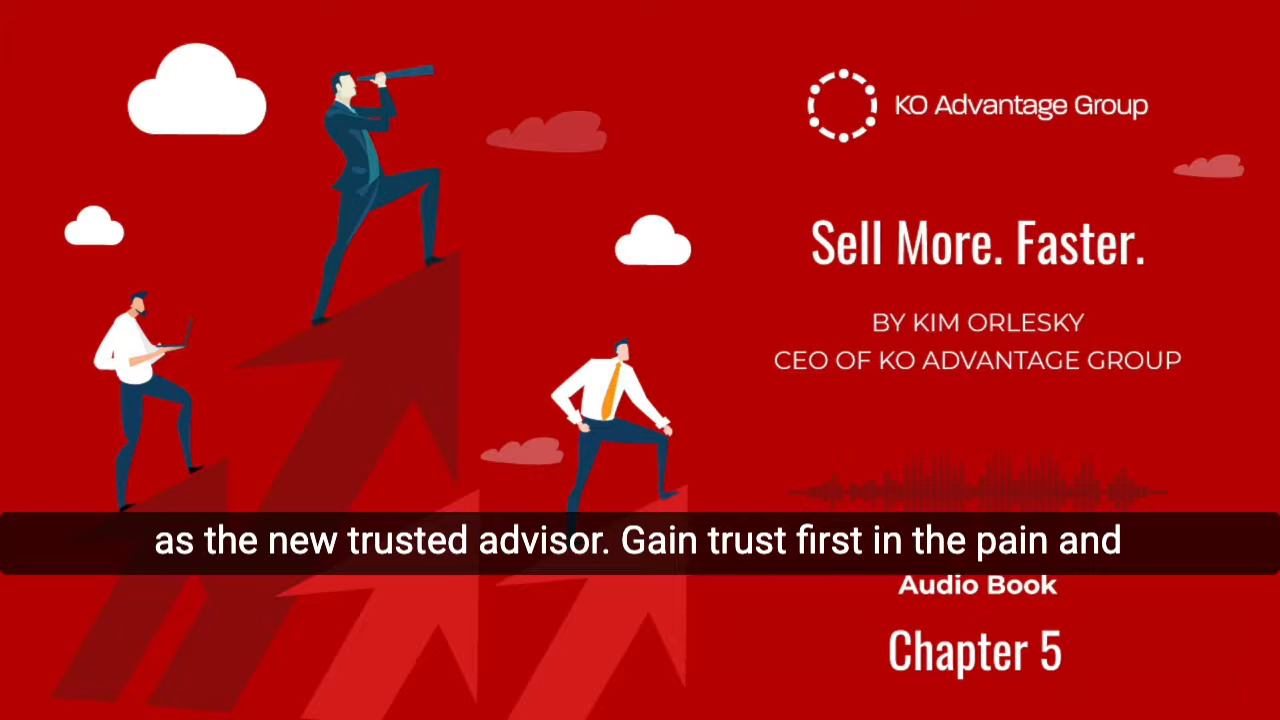 KO Advantage Group
Sell More. Faster.
BY KIM ORLESKY
CEO OF KO ADVANTAGE GROUP
as the new trusted advisor. Gain trust first in the pain and
Audio Book
Chapter 5